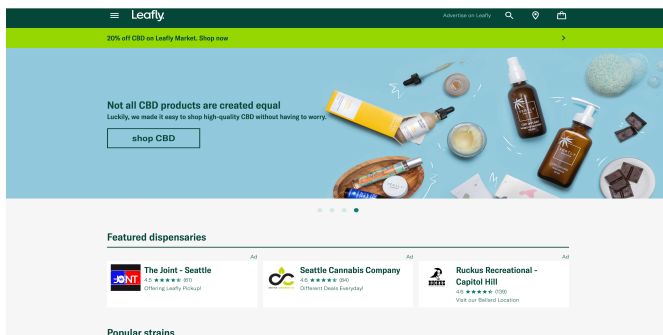 Leafly.
Advertise on Leafly
20% off CBD on Leafly Market. Shop now
Not all CBD products are created equal
Luckily, we made it easy to shop high-quality CBD without having to worry.
shop CBD
Featured dispensaries
Ad
Ad
Ad
JOINT
The Joint - Seattle
4.5 ★★★★★ (61)
Offering Leafly Pickup!
Seattle Cannabis Company
4.6 ★★★★★ (64)
Different Deals Everyday!
RUCKUS
Ruckus Recreational -
Capitol Hill
4.6 ★★★★★ (139)
Visit our Ballard Location
Popular strains